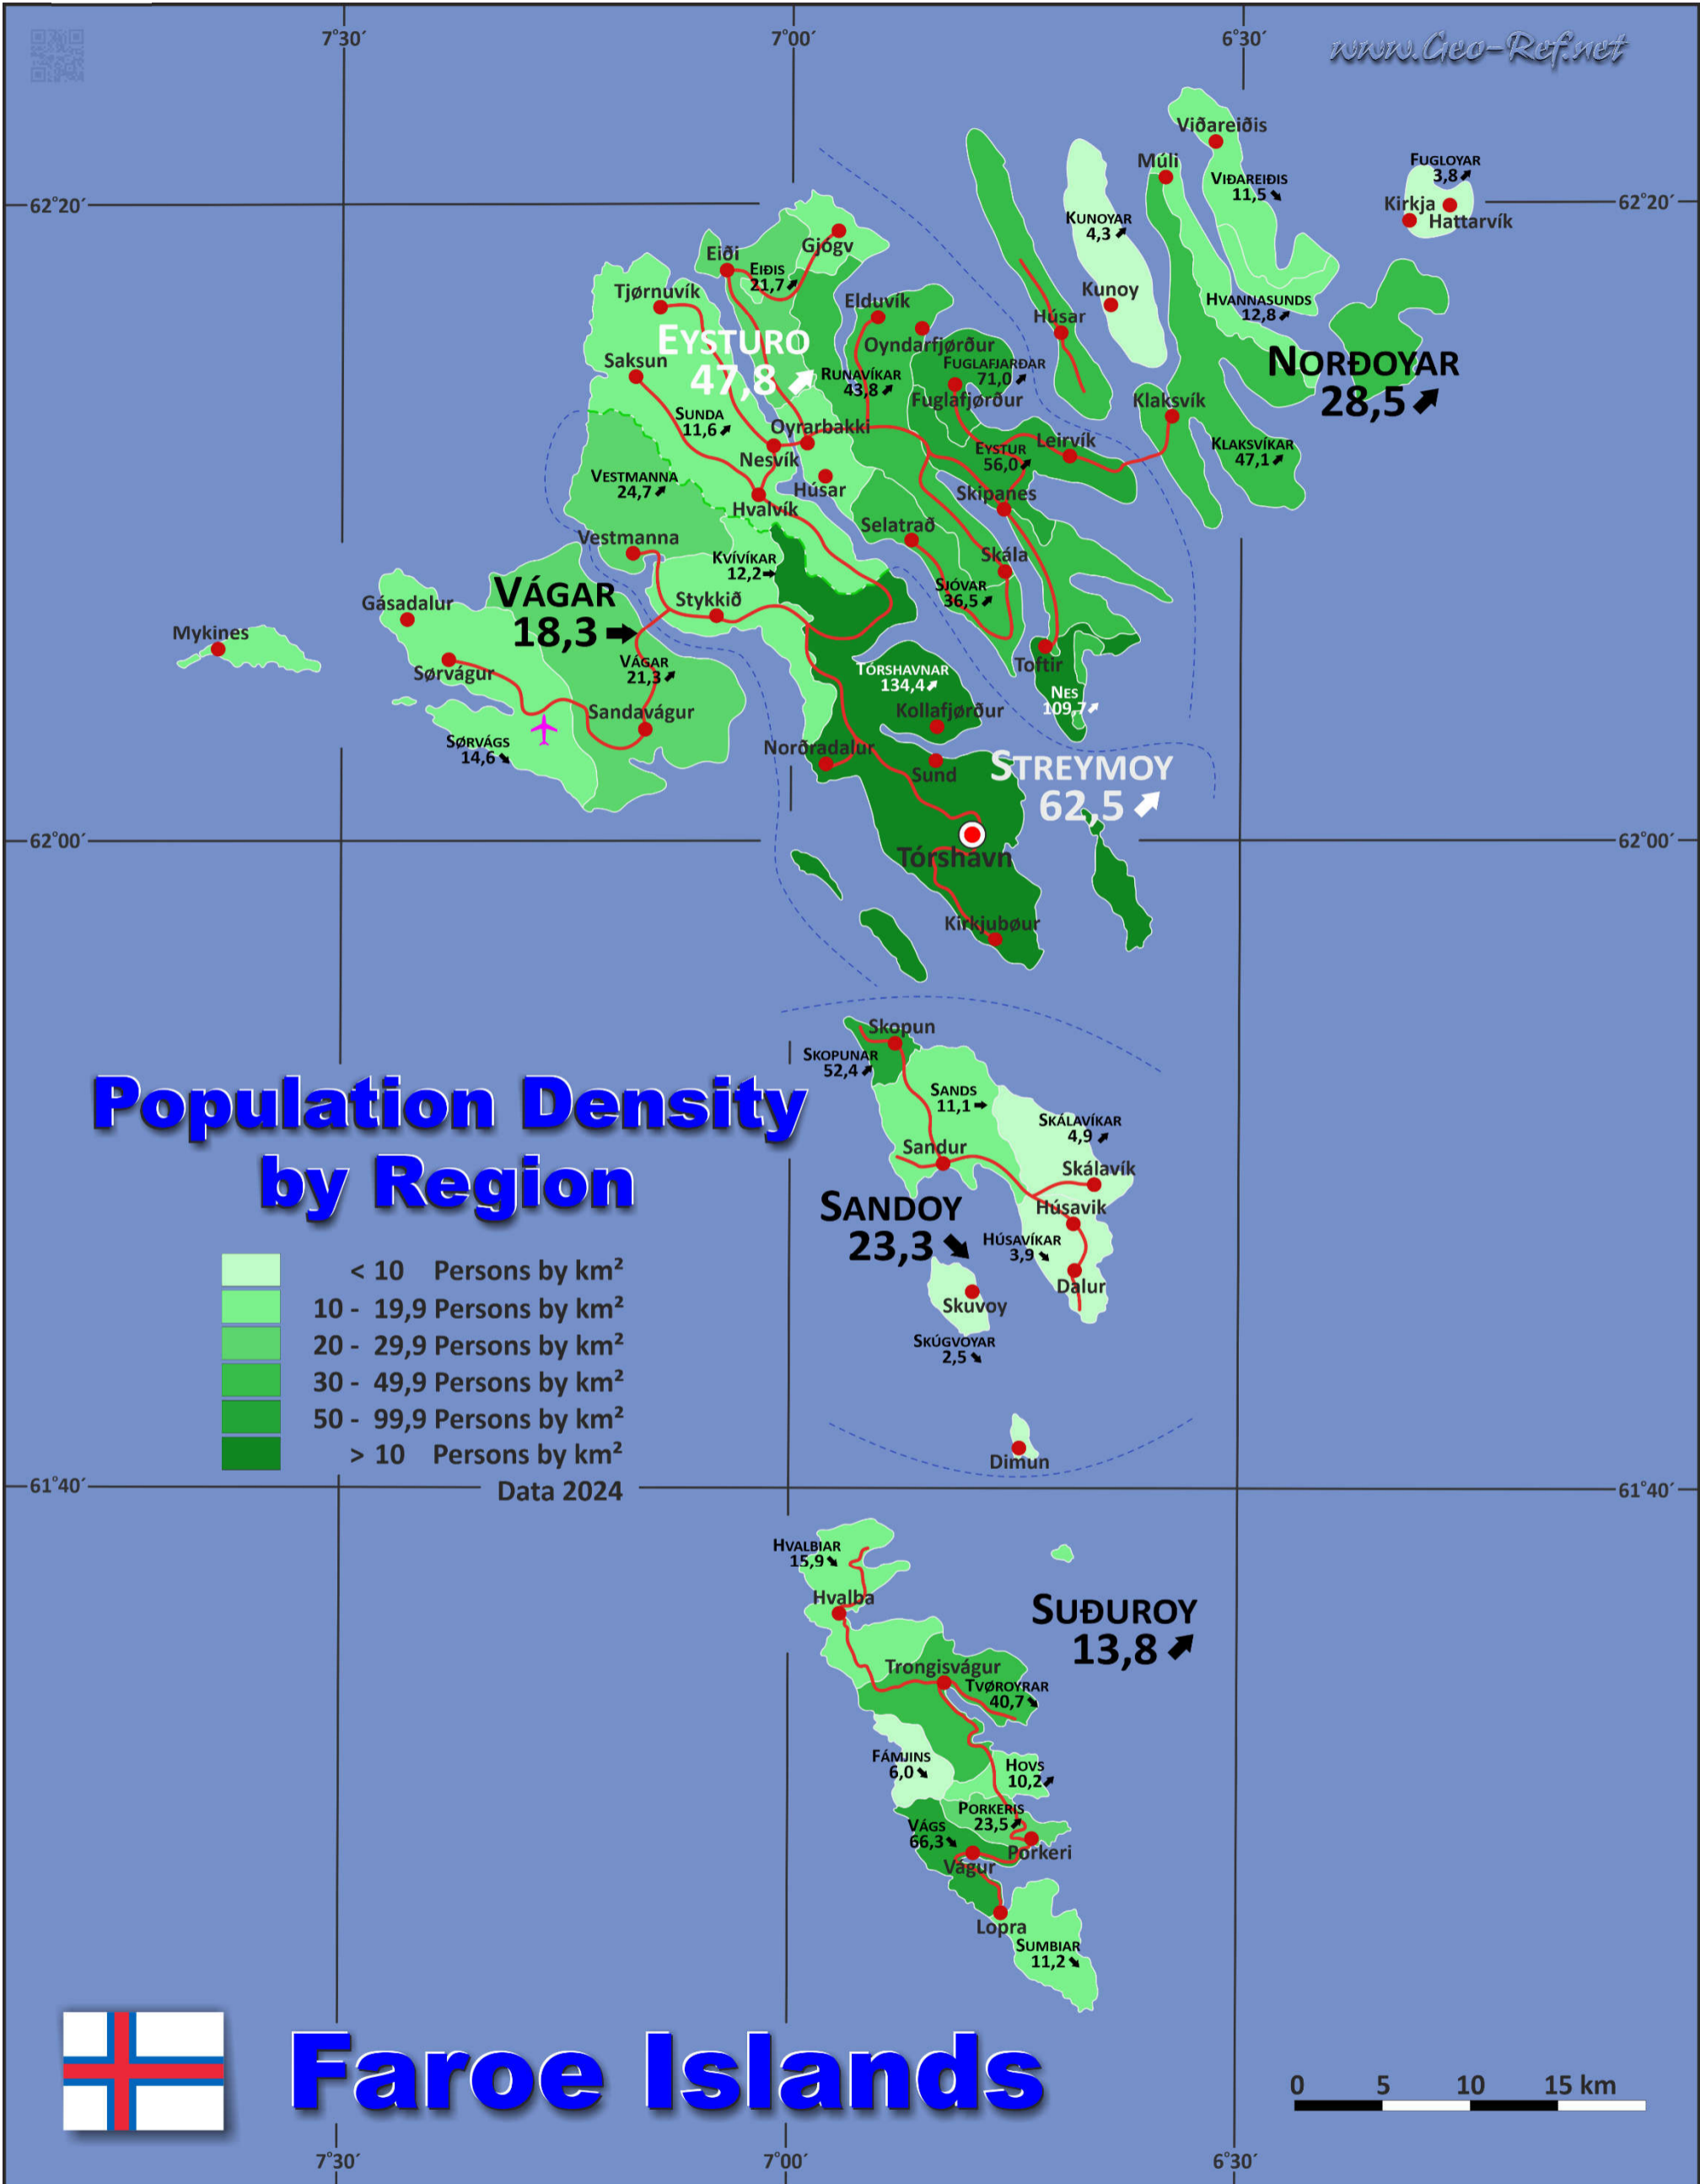 7°30´
7°00´
6°30´
www.Geo-Ref.net
Viðareiðis
Múli
Fugloyar
3,8
Viðareiðis
11,5
Kirkja
Hattarvík
62°20´
62°20´
Kunoyar
4,3
Gjógv
Eiði
Eiðis
21,7
Tjørnuvík
Elduvík
Kunoy
Hvannasunds
12,8
Húsar
Oyndarfjørður
Eysturo
47,8
Saksun
Runavíkar
43,8
Fuglafjarðar
71,0
Fuglafjørður
Norðoyar
28,5
Klaksvík
Sunda
11,6
Oyrarbakki
Nesvík
Leirvík
Eystur
56,0
Klaksvíkar
47,1
Vestmanna
24,7
Húsar
Skipanes
Hvalvík
Selatrað
Vestmanna
Kvívíkar
12,2
Skála
Sjóvar
36,5
Vágar
18,3
Gásadalur
Stykkið
Mykines
Sørvágur
Vágar
21,3
Tórshavnar
134,4
Toftir
Nes
109,7
Sandavágur
Kollafjørður
Sørvágs
14,6
Norðradalur
Sund
Streymoy
62,5
62°00´
62°00´
Tórshavn
Kirkjubøur
Skopun
Skopunar
52,4
Population Density
by Region
Sands
11,1
Skálavíkar
4,9
Sandur
Skálavík
Sandoy
23,3
Húsavik
Húsavíkar
3,9
Dalur
Skuvoy
Skúgvoyar
2,5
< 10 Persons by km²
10 - 19,9 Persons by km²
20 - 29,9 Persons by km²
30 - 49,9 Persons by km²
50 - 99,9 Persons by km²
> 10 Persons by km²
Data 2024
Dimun
61°40´
61°40´
Hvalbiar
15,9
Hvalba
Suðuroy
13,8
Trongisvágur
Tvøroyrar
40,7
Fámjins
6,0
Hovs
10,2
Porkeris
23,5
Vágs
66,3
Porkeri
Vágur
Lopra
Sumbiar
11,2
Faroe Islands
0 5 10 15 km
7°30´
7°00´
6°30´